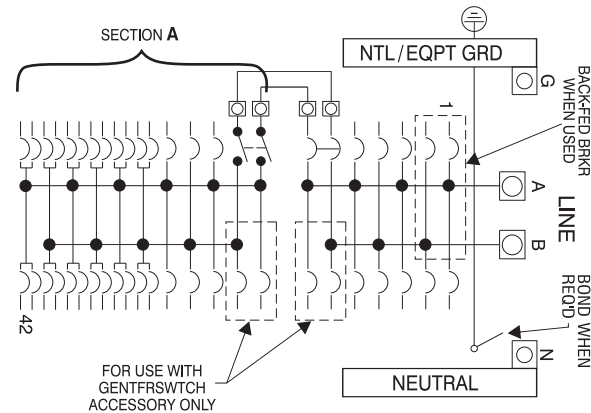 SECTION A
NTL/EQPT GRD
G
BACK-FED BRKR
WHEN USED
1
A
LINE
B
BOND WHEN
REQ'D
42
N
FOR USE WITH
GENTFRSWTCH
ACCESSORY ONLY
NEUTRAL